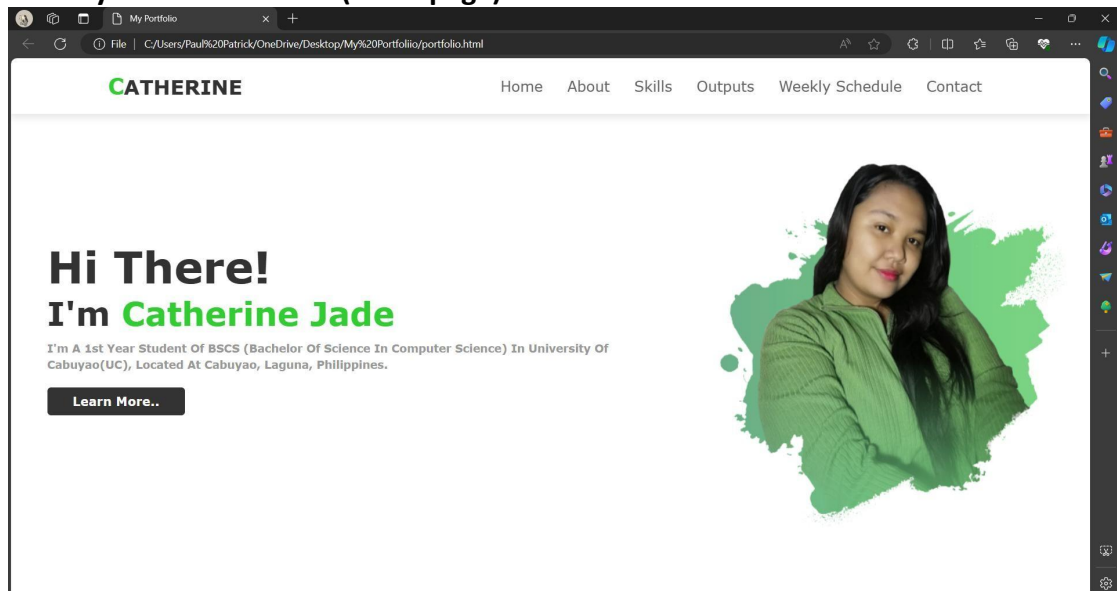 My Portfolio
File
C:/Users/Paul%20Patrick/OneDrive/Desktop/My%20Portfoliio/portfolio.html
CATHERINE
Home About Skills Outputs Weekly Schedule Contact
Hi There!
I'm Catherine Jade
I'm A 1st Year Student Of BSCS (Bachelor Of Science In Computer Science) In University Of
Cabuyao(UC), Located At Cabuyao, Laguna, Philippines.
Learn More..